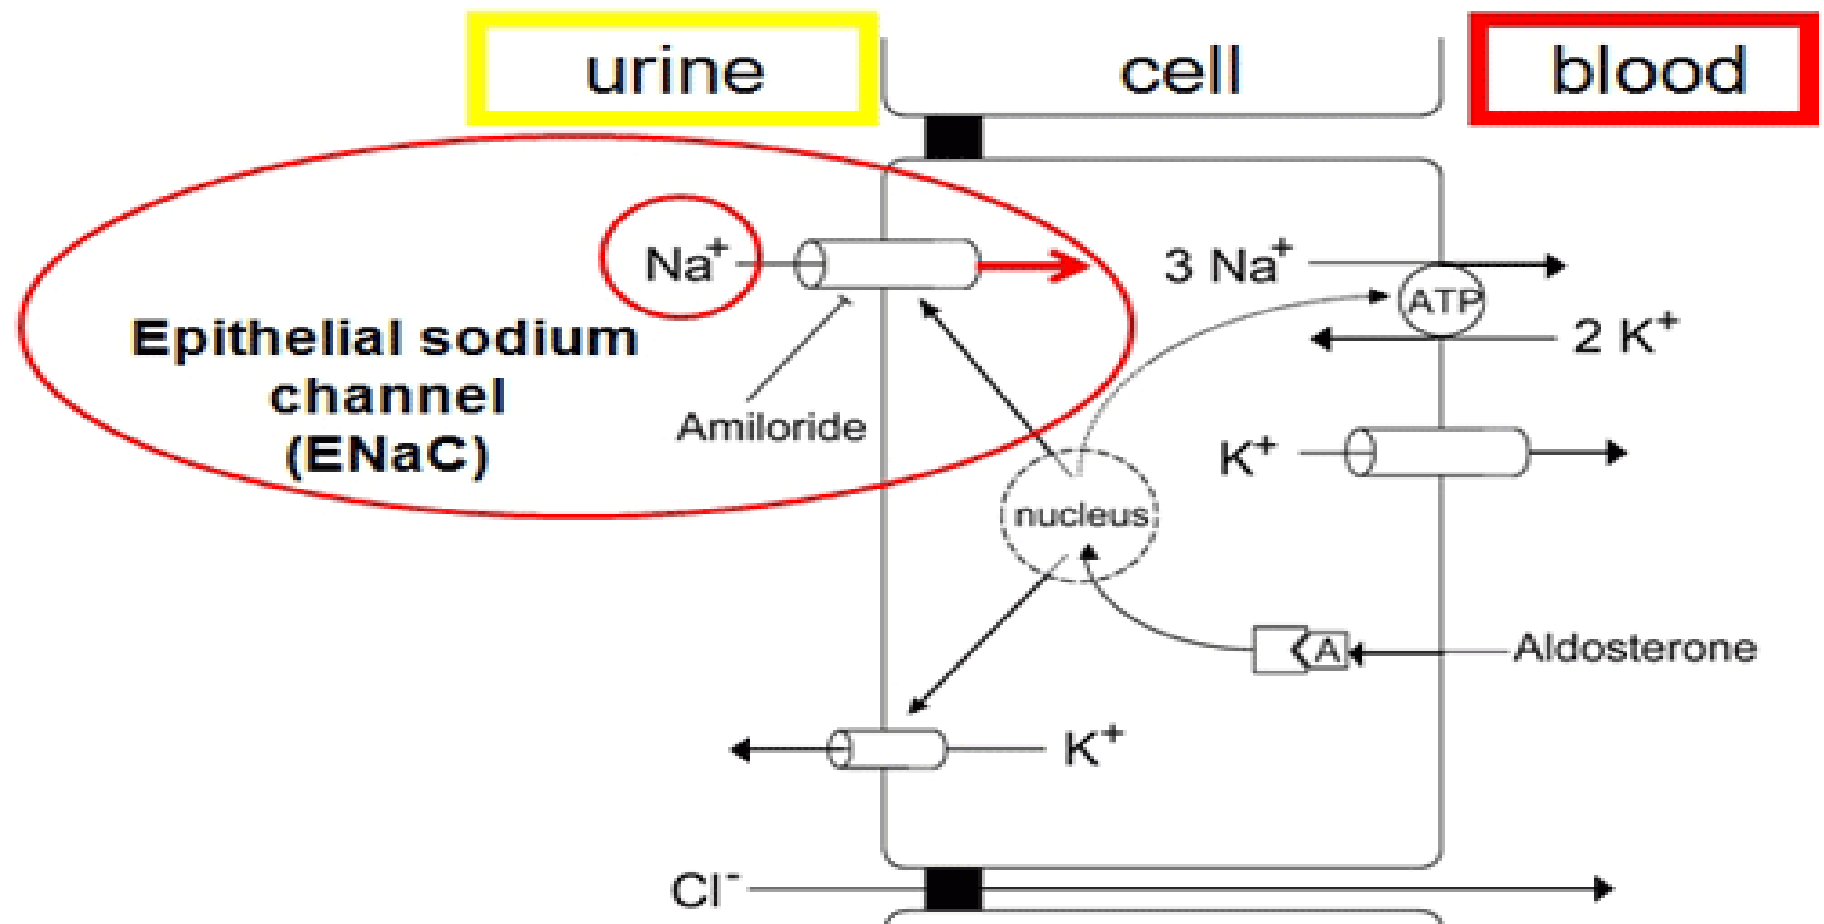 urine
cell
blood
Na⁺
3 Na⁺
ATP
2 K⁺
Epithelial sodium
channel
(ENaC)
Amiloride
K⁺
nucleus
A
Aldosterone
K⁺
Cl⁻